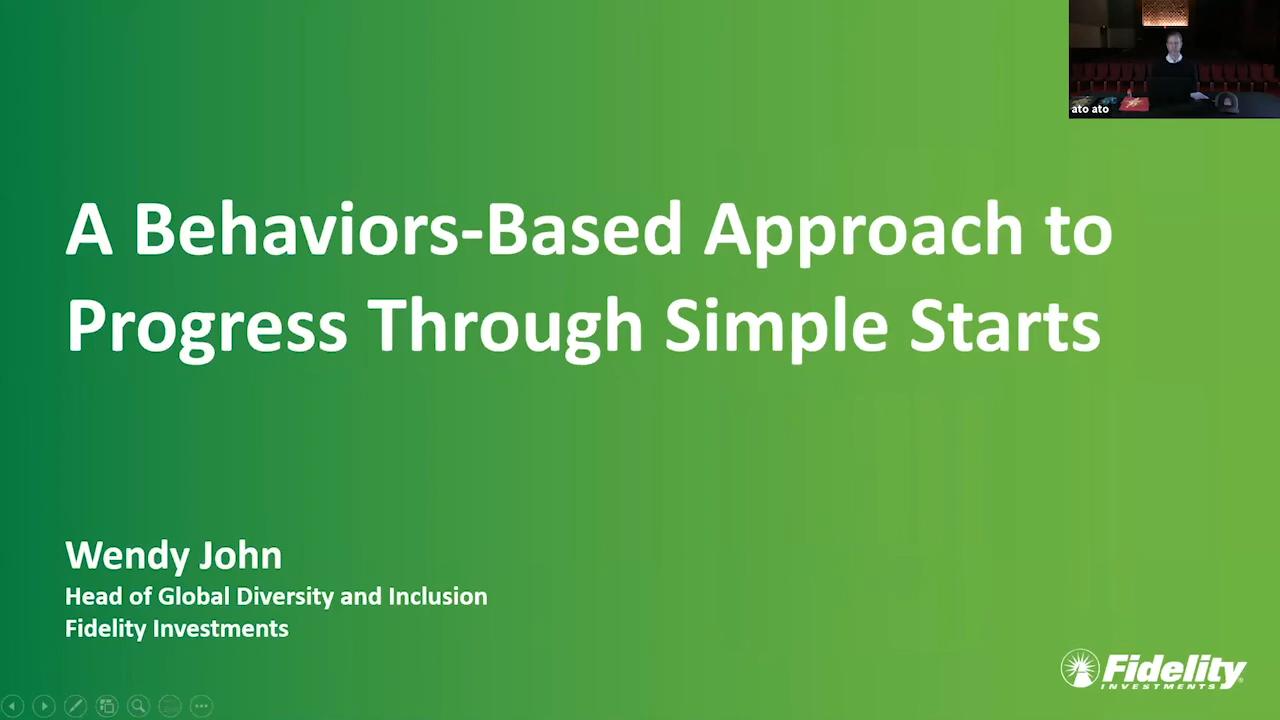 ato ato
A Behaviors-Based Approach to
Progress Through Simple Starts
Wendy John
Head of Global Diversity and Inclusion
Fidelity Investments
Fidelity
INVESTMENTS